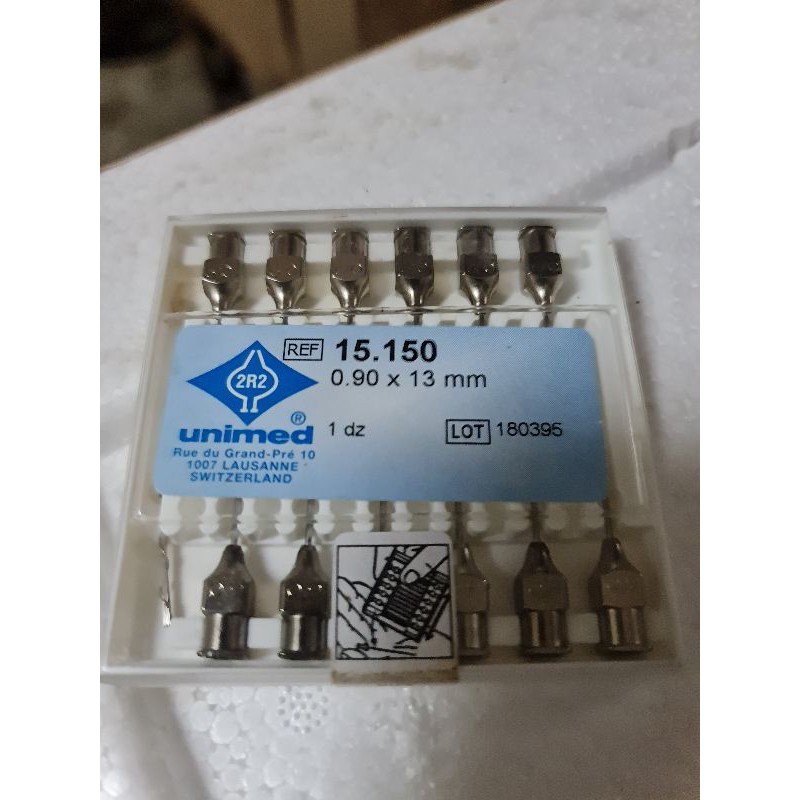 REF 15.150
2R2
0.90 x 13 mm
unimed®
1 dz
LOT 180395
Rue du Grand-Pré 10
1007 LAUSANNE
SWITZERLAND